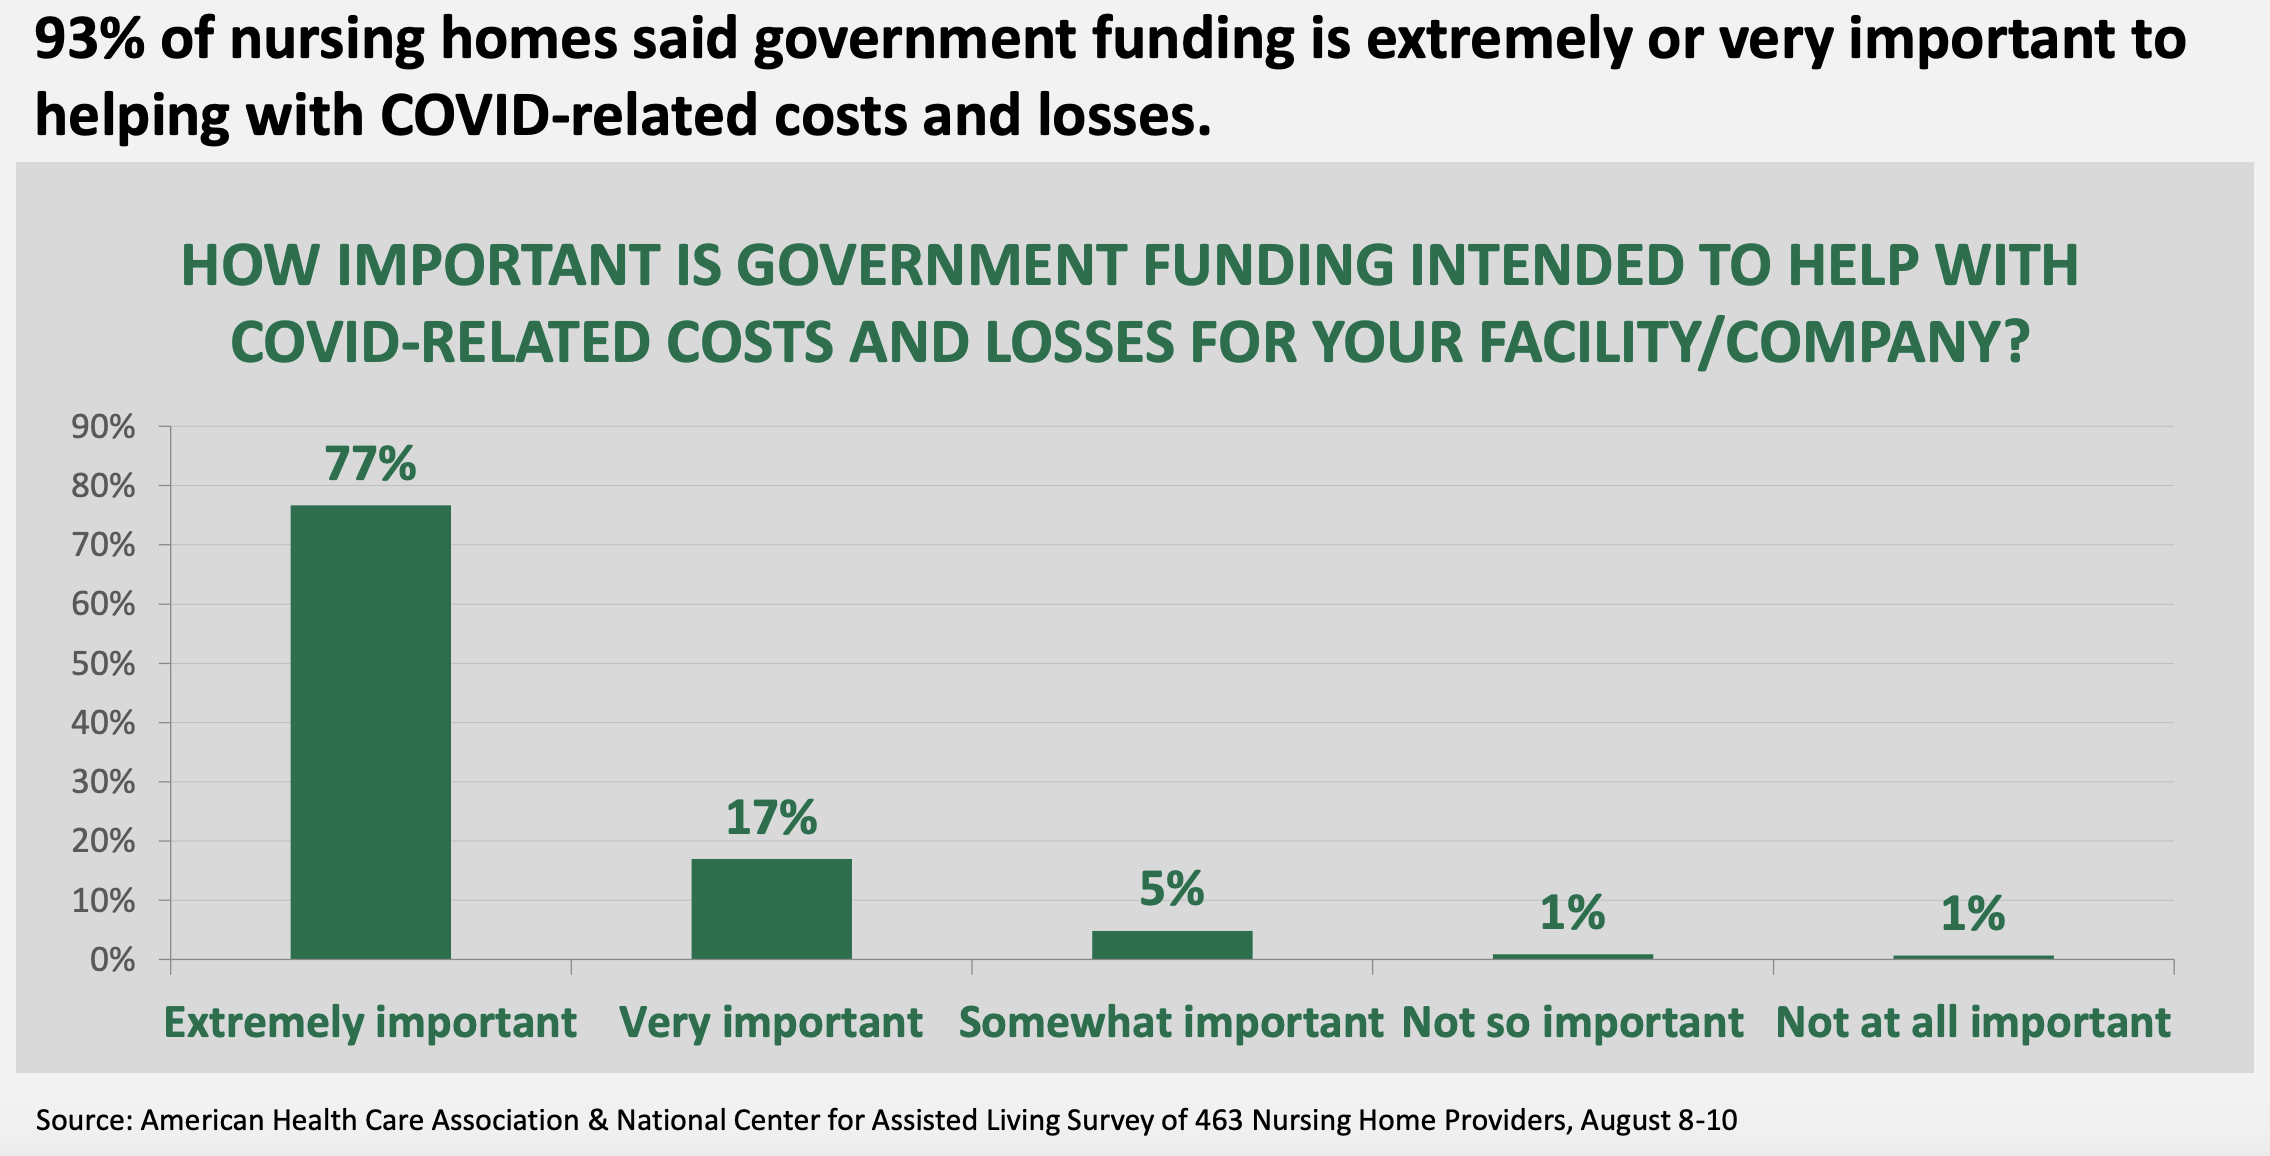 93% of nursing homes said government funding is extremely or very important to
helping with COVID-related costs and losses.
HOW IMPORTANT IS GOVERNMENT FUNDING INTENDED TO HELP WITH
COVID-RELATED COSTS AND LOSSES FOR YOUR FACILITY/COMPANY?
90%
80%
70%
60%
50%
40%
30%
20%
10%
0%
77%
17%
5%
1%
1%
Extremely important
Very important
Somewhat important
Not so important
Not at all important
Source: American Health Care Association & National Center for Assisted Living Survey of 463 Nursing Home Providers, August 8-10